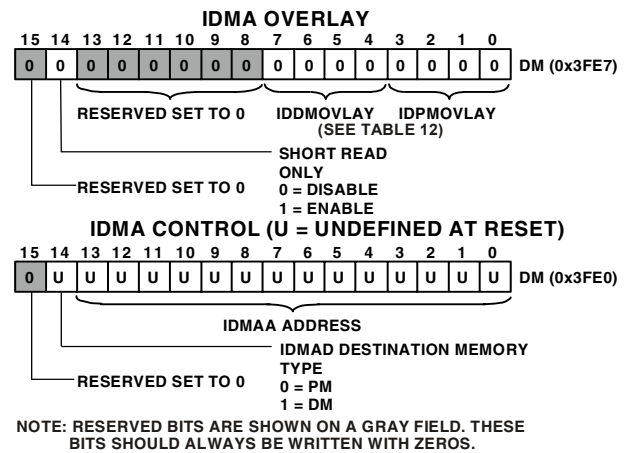 IDMA OVERLAY
15 14 13 12 11 10 9 8 7 6 5 4 3 2 1 0
0 0 0 0 0 0 0 0 0 0 0 0 0 0 0 0 DM (0x3FE7)
RESERVED SET TO 0 IDDMOVLAY IDPMOVLAY
(SEE TABLE 12)
SHORT READ
ONLY
RESERVED SET TO 0 0 = DISABLE
1 = ENABLE
IDMA CONTROL (U = UNDEFINED AT RESET)
15 14 13 12 11 10 9 8 7 6 5 4 3 2 1 0
0 U U U U U U U U U U U U U U U DM (0x3FE0)
IDMAA ADDRESS
IDMAD DESTINATION MEMORY
TYPE
RESERVED SET TO 0 0 = PM
1 = DM
NOTE: RESERVED BITS ARE SHOWN ON A GRAY FIELD. THESE
BITS SHOULD ALWAYS BE WRITTEN WITH ZEROS.